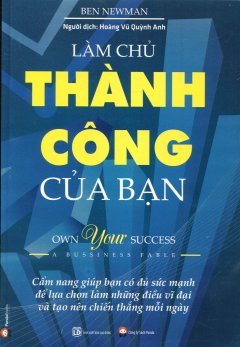 BEN NEWMAN
Người dịch: Hoàng Vũ Quỳnh Anh
LÀM CHỦ
THÀNH
CÔNG
CỦA BẠN
OWN Your SUCCESS
A BUSSINESS FABLE
Cẩm nang giúp bạn có đủ sức mạnh
để lựa chọn làm những điều vĩ đại
và tạo nên chiến thắng mỗi ngày